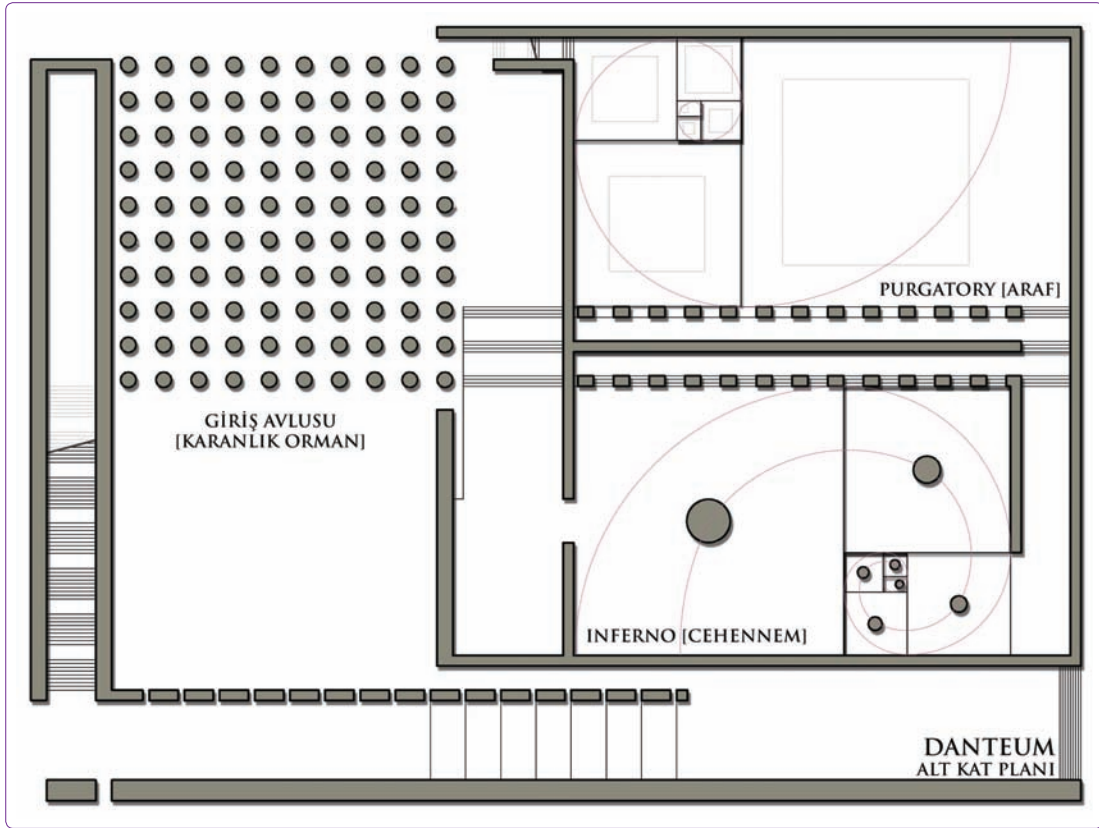 PURGATORY [ARAF]
GİRİŞ AVLUSU
[KARANLIK ORMAN]
INFERNO [CEHENNEM]
DANTEUM
ALT KAT PLANI